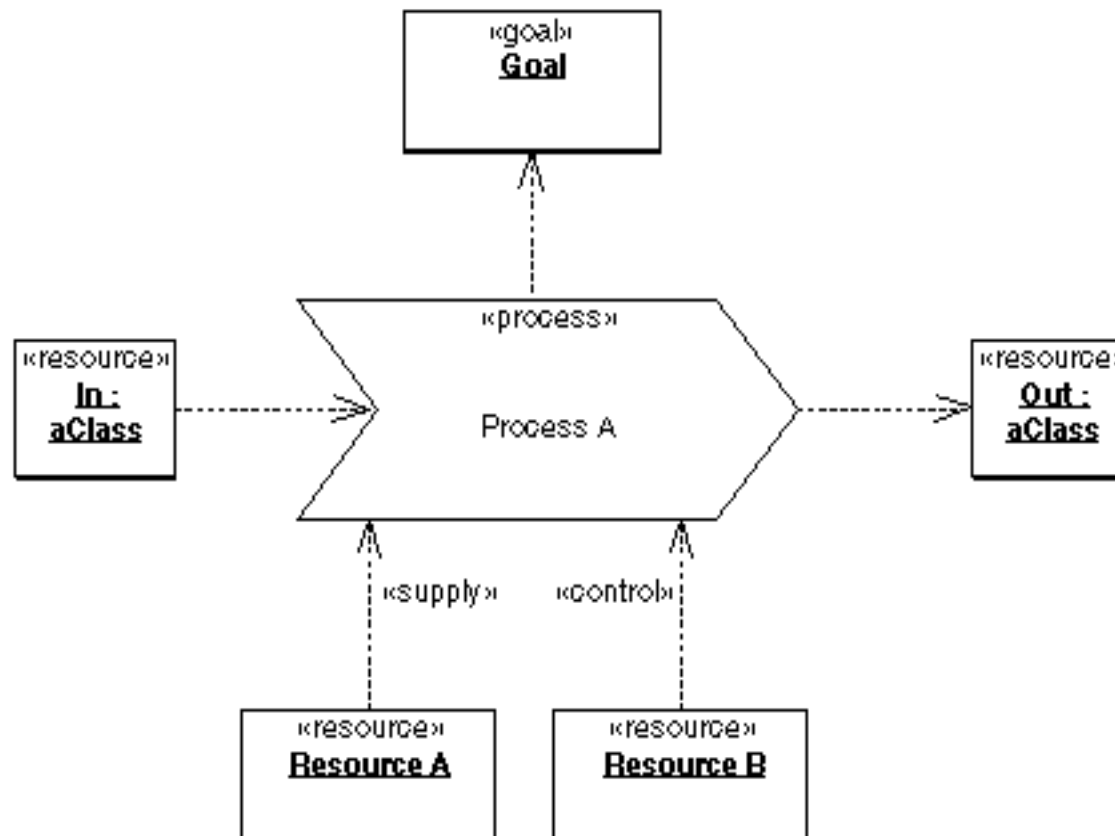 «goal»
Goal
«process»
«resource»
In :
aClass
Process A
«resource»
Out :
aClass
«supply»
«control»
«resource»
Resource A
«resource»
Resource B